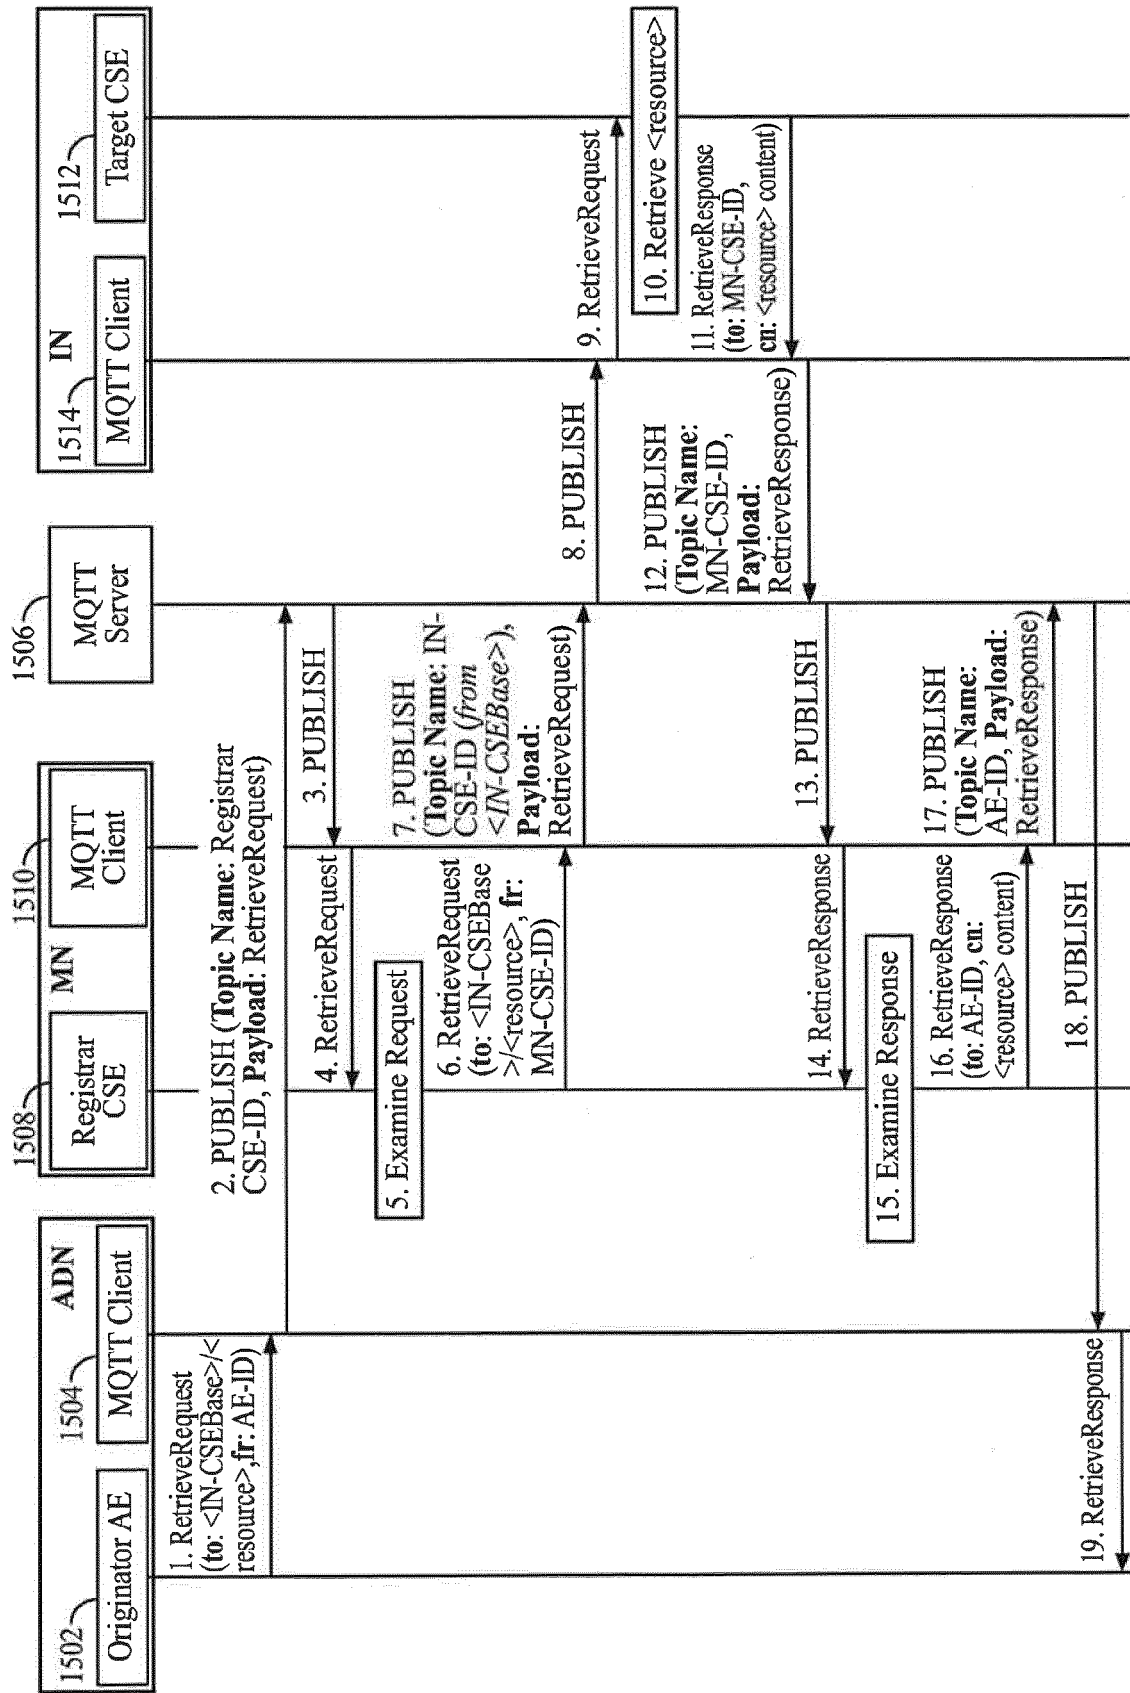 1502
Originator AE
1504
MQTT Client
ADN
1508
Registrar
CSE
MN
1510
MQTT
Client
1506
MQTT
Server
1514
MQTT Client
IN
1512
Target CSE
1. RetrieveRequest
(to: <IN-CSEBase>/<
resource>,fr: AE-ID)
2. PUBLISH (Topic Name: Registrar
CSE-ID, Payload: RetrieveRequest)
3. PUBLISH
4. RetrieveRequest
5. Examine Request
6. RetrieveRequest
(to: <IN-CSEBase
>/<resource>, fr:
MN-CSE-ID)
7. PUBLISH
(Topic Name: IN-
CSE-ID (from
<IN-CSEBase>),
Payload:
RetrieveRequest)
8. PUBLISH
9. RetrieveRequest
10. Retrieve <resource>
11. RetrieveResponse
(to: MN-CSE-ID,
cn: <resource> content)
12. PUBLISH
(Topic Name:
MN-CSE-ID,
Payload:
RetrieveResponse)
13. PUBLISH
14. RetrieveResponse
15. Examine Response
16. RetrieveResponse
(to: AE-ID, cn:
<resource> content)
17. PUBLISH
(Topic Name:
AE-ID, Payload:
RetrieveResponse)
18. PUBLISH
19. RetrieveResponse